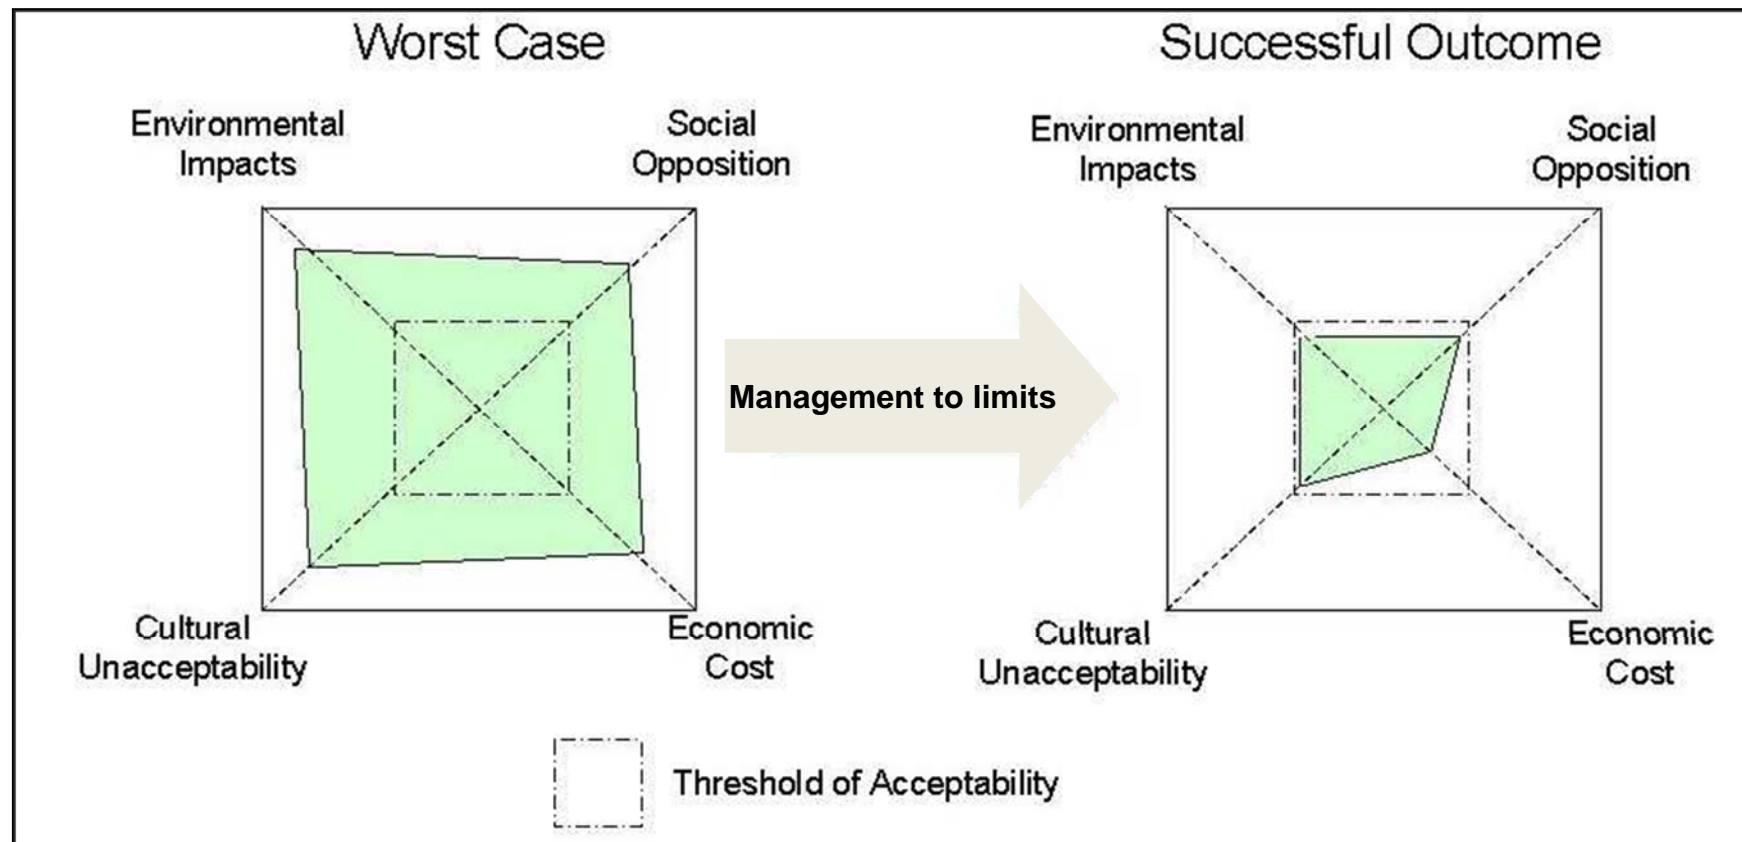 Worst Case
Successful Outcome
Environmental
Impacts
Social
Opposition
Environmental
Impacts
Social
Opposition
Management to limits
Cultural
Unacceptability
Economic
Cost
Cultural
Unacceptability
Economic
Cost
Threshold of Acceptability